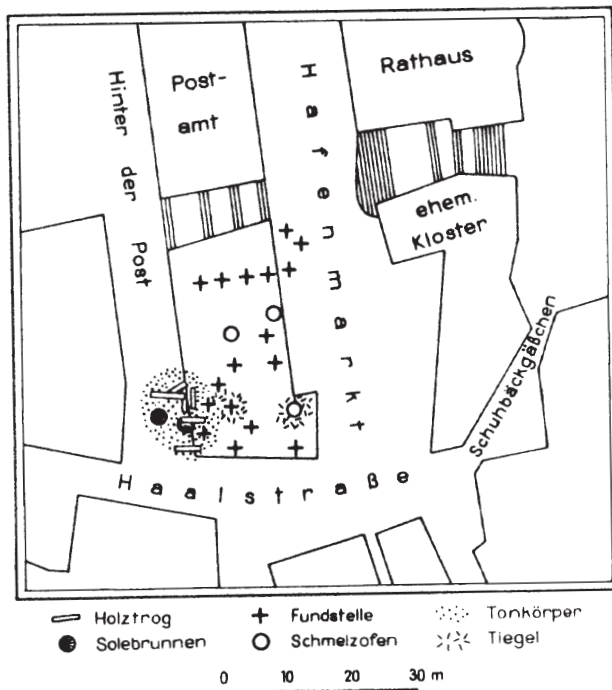 Hinter der Post
Post-
amt
Hafenmarkt
Rathaus
ehem.
Kloster
Schuhbäckgäßchen
Haalstraße
Holztrog
Fundstelle
Tonkörper
Solebrunnen
Schmelzofen
Tiegel
0 10 20 30 m